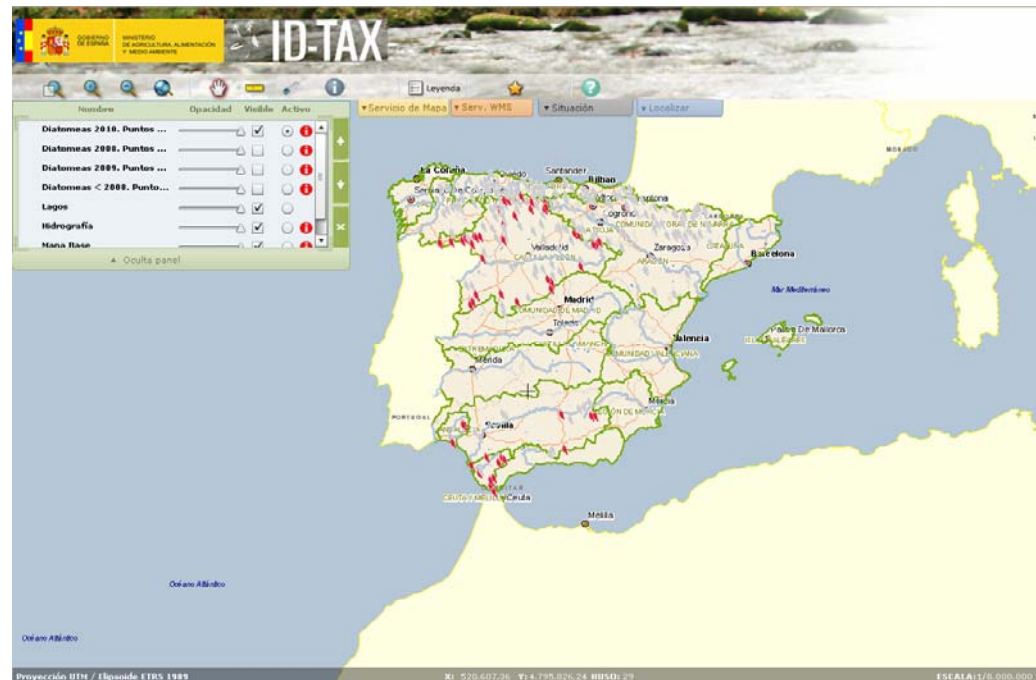 GOBIERNO DE ESPAÑA
MINISTERIO DE AGRICULTURA, ALIMENTACIÓN Y MEDIO AMBIENTE
ID-TAX
Leyenda
Nombre Opacidad Visible Activo
Diatomeas 2010. Puntos ...
Diatomeas 2008. Puntos ...
Diatomeas 2009. Puntos ...
Diatomeas < 2008. Punto...
Lagos
Hidrografía
Mapa Base
Oculta panel
Servicio de Mapa
Serv. WMS
Situación
Localizar
MONACO
La Coruña
Oviedo
Santander
Bilbao
Logroño
Valladolid
Zaragoza
Barcelona
ARAGÓN
Madrid
COMUNIDAD DE MADRID
Toledo
Valencia
Mar Mediterráneo
Palma De Mallorca
Mérida
Murcia
PORTUGAL
Sevilla
Ceuta
Melilla
Océano Atlántico
Océano Atlántico
Proyección UTM / Elipsoide ETRS 1989
X: 520.607,36 Y: 4.795.826,24 HUSO: 29
ESCALA:1/8.000.000